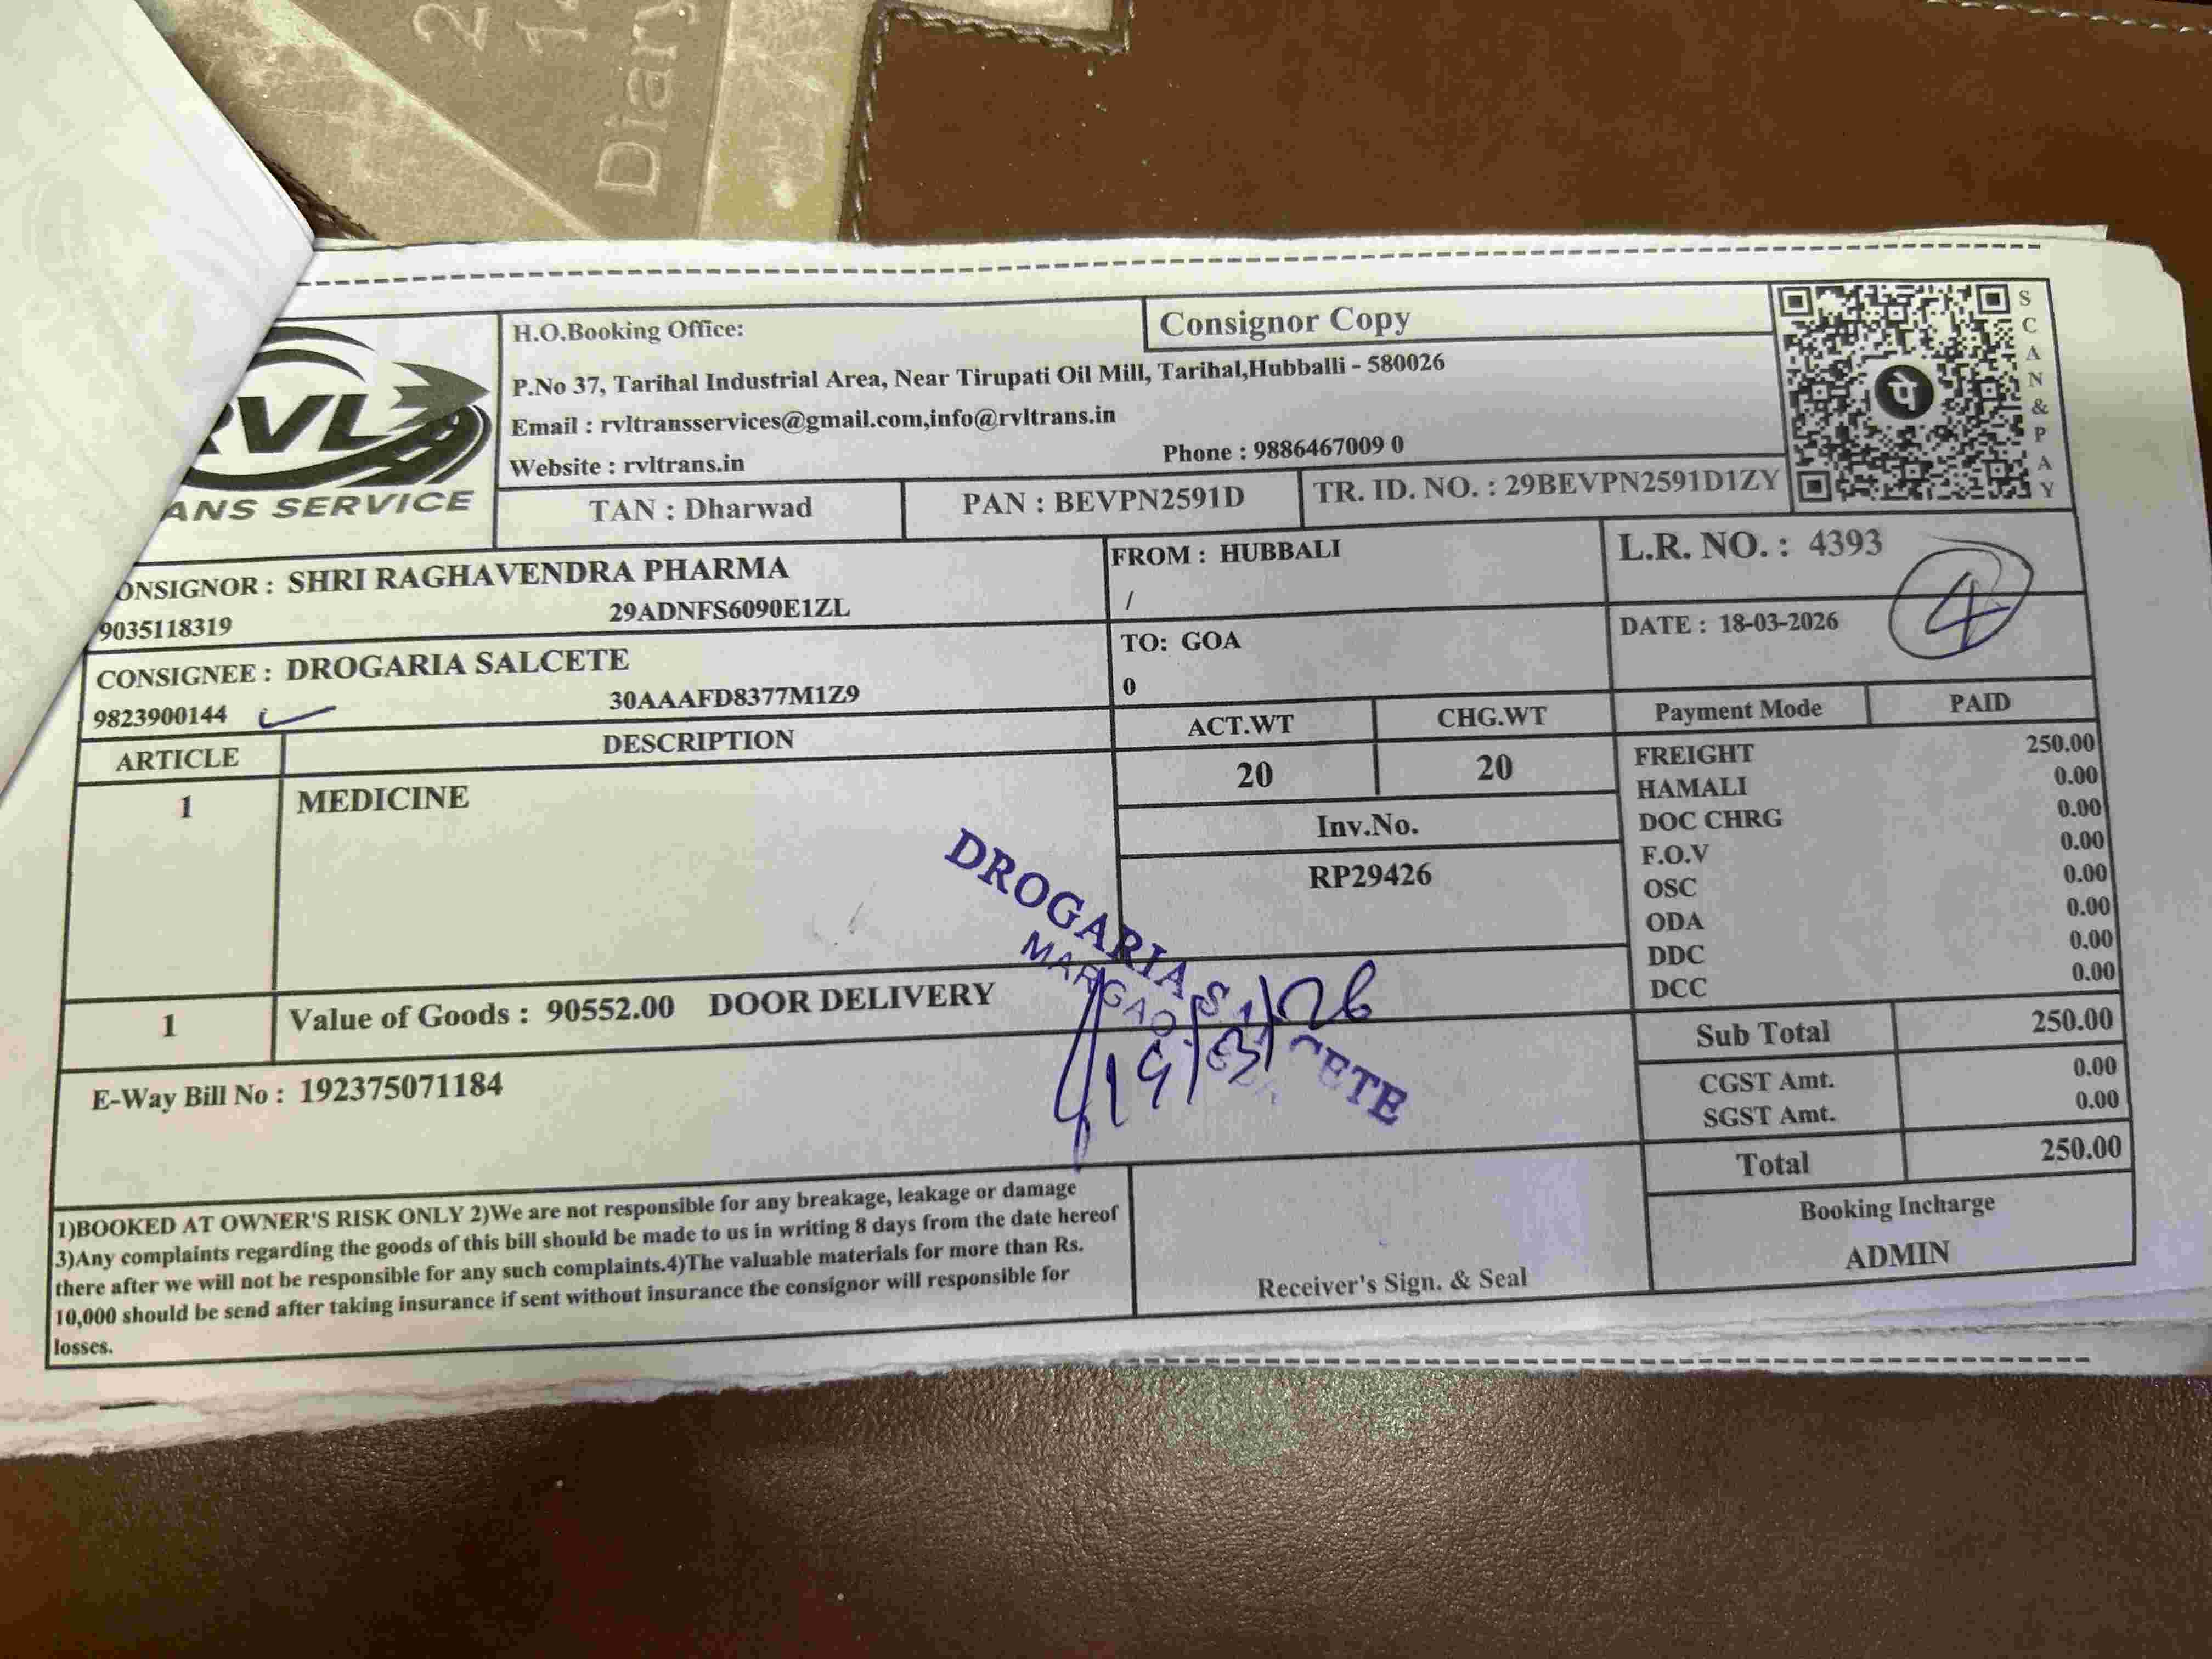 Diary
H.O.Booking Office:
Consignor Copy
P.No 37, Tarihal Industrial Area, Near Tirupati Oil Mill, Tarihal,Hubballi - 580026
Email : rvltransservices@gmail.com,info@rvltrans.in
Website : rvltrans.in
Phone : 9886467009 0
RVL
ANS SERVICE
TAN : Dharwad
PAN : BEVPN2591D
TR. ID. NO. : 29BEVPN2591D1ZY
SCAN&PAY
पे
ONSIGNOR : SHRI RAGHAVENDRA PHARMA
9035118319 29ADNFS6090E1ZL
FROM : HUBBALI
/
L.R. NO. : 4393
4
CONSIGNEE : DROGARIA SALCETE
9823900144 30AAAFD8377M1Z9
TO: GOA
0
DATE : 18-03-2026
ARTICLE DESCRIPTION ACT.WT CHG.WT Payment Mode PAID
1 MEDICINE 20 20
Inv.No.
RP29426
FREIGHT 250.00
HAMALI 0.00
DOC CHRG 0.00
F.O.V 0.00
OSC 0.00
ODA 0.00
DDC 0.00
DCC 0.00
1 Value of Goods : 90552.00 DOOR DELIVERY
DROGARIA SALCETE
MARGAO
19/3/26
Sub Total 250.00
CGST Amt. 0.00
SGST Amt. 0.00
Total 250.00
E-Way Bill No : 192375071184
1)BOOKED AT OWNER'S RISK ONLY 2)We are not responsible for any breakage, leakage or damage
3)Any complaints regarding the goods of this bill should be made to us in writing 8 days from the date hereof
there after we will not be responsible for any such complaints.4)The valuable materials for more than Rs.
10,000 should be send after taking insurance if sent without insurance the consignor will responsible for
losses.
Receiver's Sign. & Seal
Booking Incharge
ADMIN